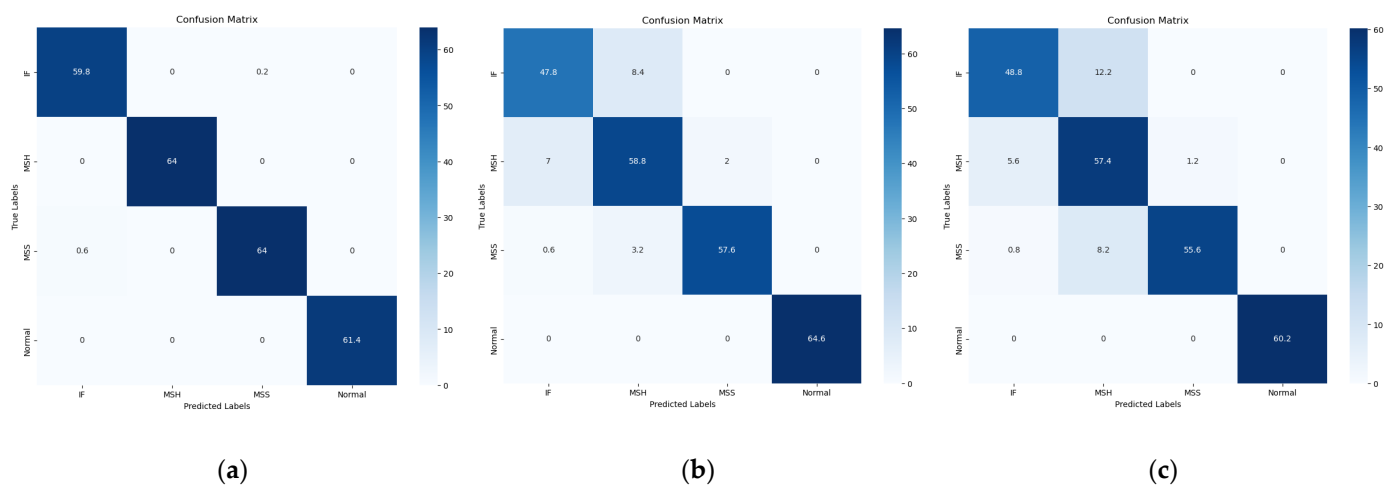 Confusion Matrix
IF
MSH
MSS
Normal
True Labels
59.8 0 0.2 0
0 64 0 0
0.6 0 64 0
0 0 0 61.4
IF MSH MSS Normal
Predicted Labels
60
50
40
30
20
10
0
(a)
Confusion Matrix
IF
MSH
MSS
Normal
True Labels
47.8 8.4 0 0
7 58.8 2 0
0.6 3.2 57.6 0
0 0 0 64.6
IF MSH MSS Normal
Predicted Labels
60
50
40
30
20
10
0
(b)
Confusion Matrix
IF
MSH
MSS
Normal
True Labels
48.8 12.2 0 0
5.6 57.4 1.2 0
0.8 8.2 55.6 0
0 0 0 60.2
IF MSH MSS Normal
Predicted Labels
60
50
40
30
20
10
0
(c)